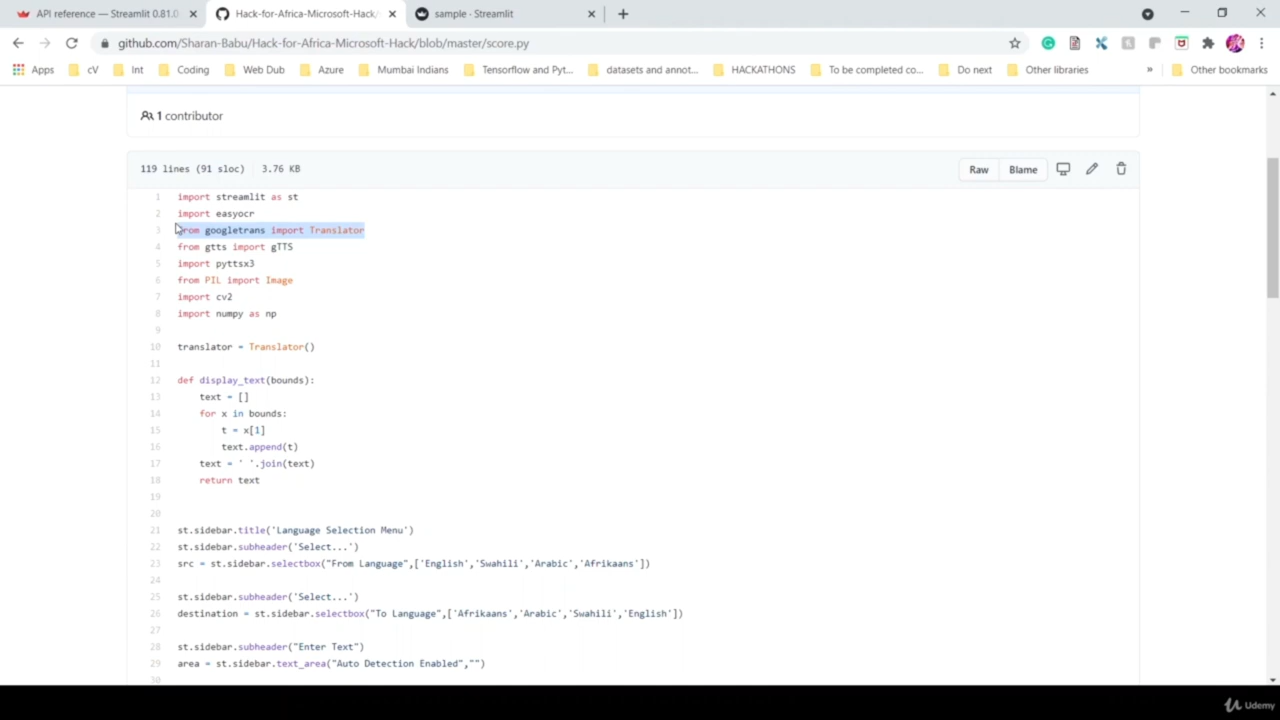 API reference — Streamlit 0.81.0
Hack-for-Africa-Microsoft-Hack/
sample · Streamlit
github.com/Sharan-Babu/Hack-for-Africa-Microsoft-Hack/blob/master/score.py
Apps cV Int Coding Web Dub Azure Mumbai Indians Tensorflow and Pyt... datasets and annot... HACKATHONS To be completed co... Do next Other libraries » Other bookmarks
1 contributor
119 lines (91 sloc) 3.76 KB Raw Blame
1 import streamlit as st
2 import easyocr
3 from googletrans import Translator
4 from gtts import gTTS
5 import pyttsx3
6 from PIL import Image
7 import cv2
8 import numpy as np
9
10 translator = Translator()
11
12 def display_text(bounds):
13 text = []
14 for x in bounds:
15 t = x[1]
16 text.append(t)
17 text = ' '.join(text)
18 return text
19
20
21 st.sidebar.title('Language Selection Menu')
22 st.sidebar.subheader('Select...')
23 src = st.sidebar.selectbox("From Language",['English','Swahili','Arabic','Afrikaans'])
24
25 st.sidebar.subheader('Select...')
26 destination = st.sidebar.selectbox("To Language",['Afrikaans','Arabic','Swahili','English'])
27
28 st.sidebar.subheader("Enter Text")
29 area = st.sidebar.text_area("Auto Detection Enabled","")
30
Udemy